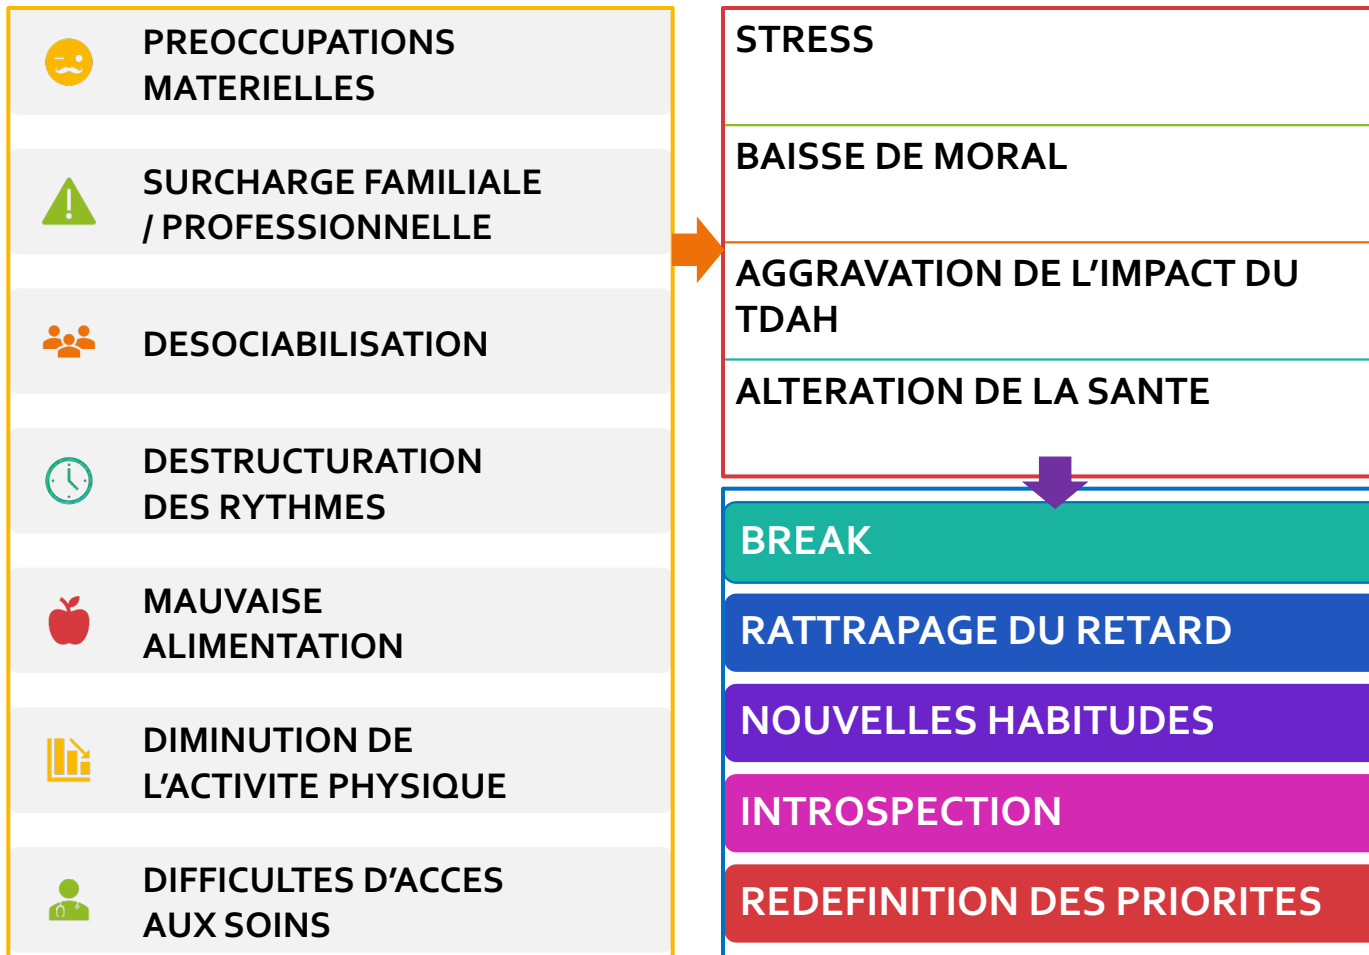 PREOCCUPATIONS
MATERIELLES
SURCHARGE FAMILIALE
/ PROFESSIONNELLE
DESOCIABILISATION
DESTRUCTURATION
DES RYTHMES
MAUVAISE
ALIMENTATION
DIMINUTION DE
L’ACTIVITE PHYSIQUE
DIFFICULTES D’ACCES
AUX SOINS
STRESS
BAISSE DE MORAL
AGGRAVATION DE L’IMPACT DU
TDAH
ALTERATION DE LA SANTE
BREAK
RATTRAPAGE DU RETARD
NOUVELLES HABITUDES
INTROSPECTION
REDEFINITION DES PRIORITES